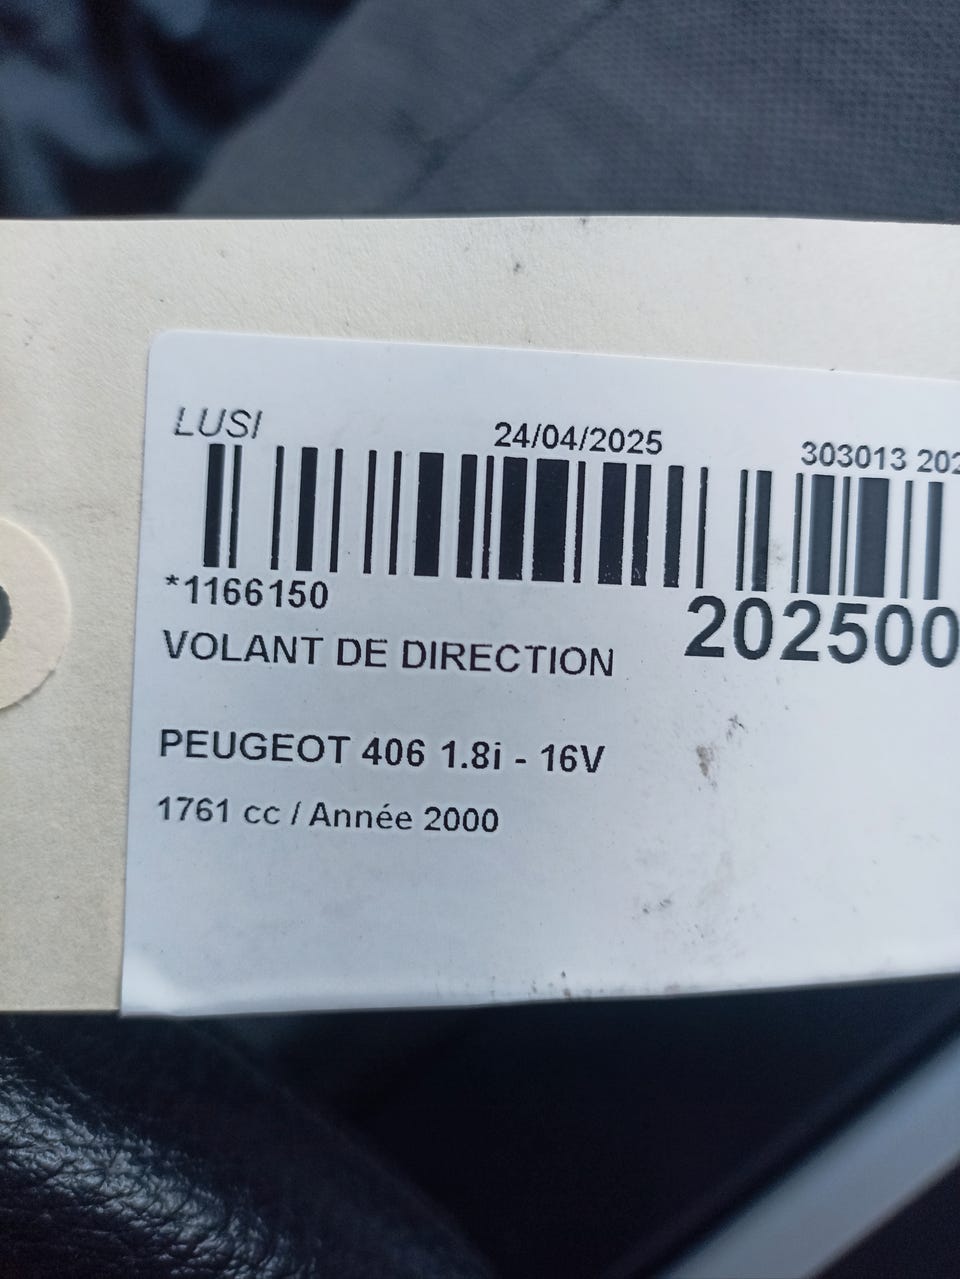 LUSI
24/04/2025
303013 202
*1166150
202500
VOLANT DE DIRECTION
PEUGEOT 406 1.8i - 16V
1761 cc / Année 2000